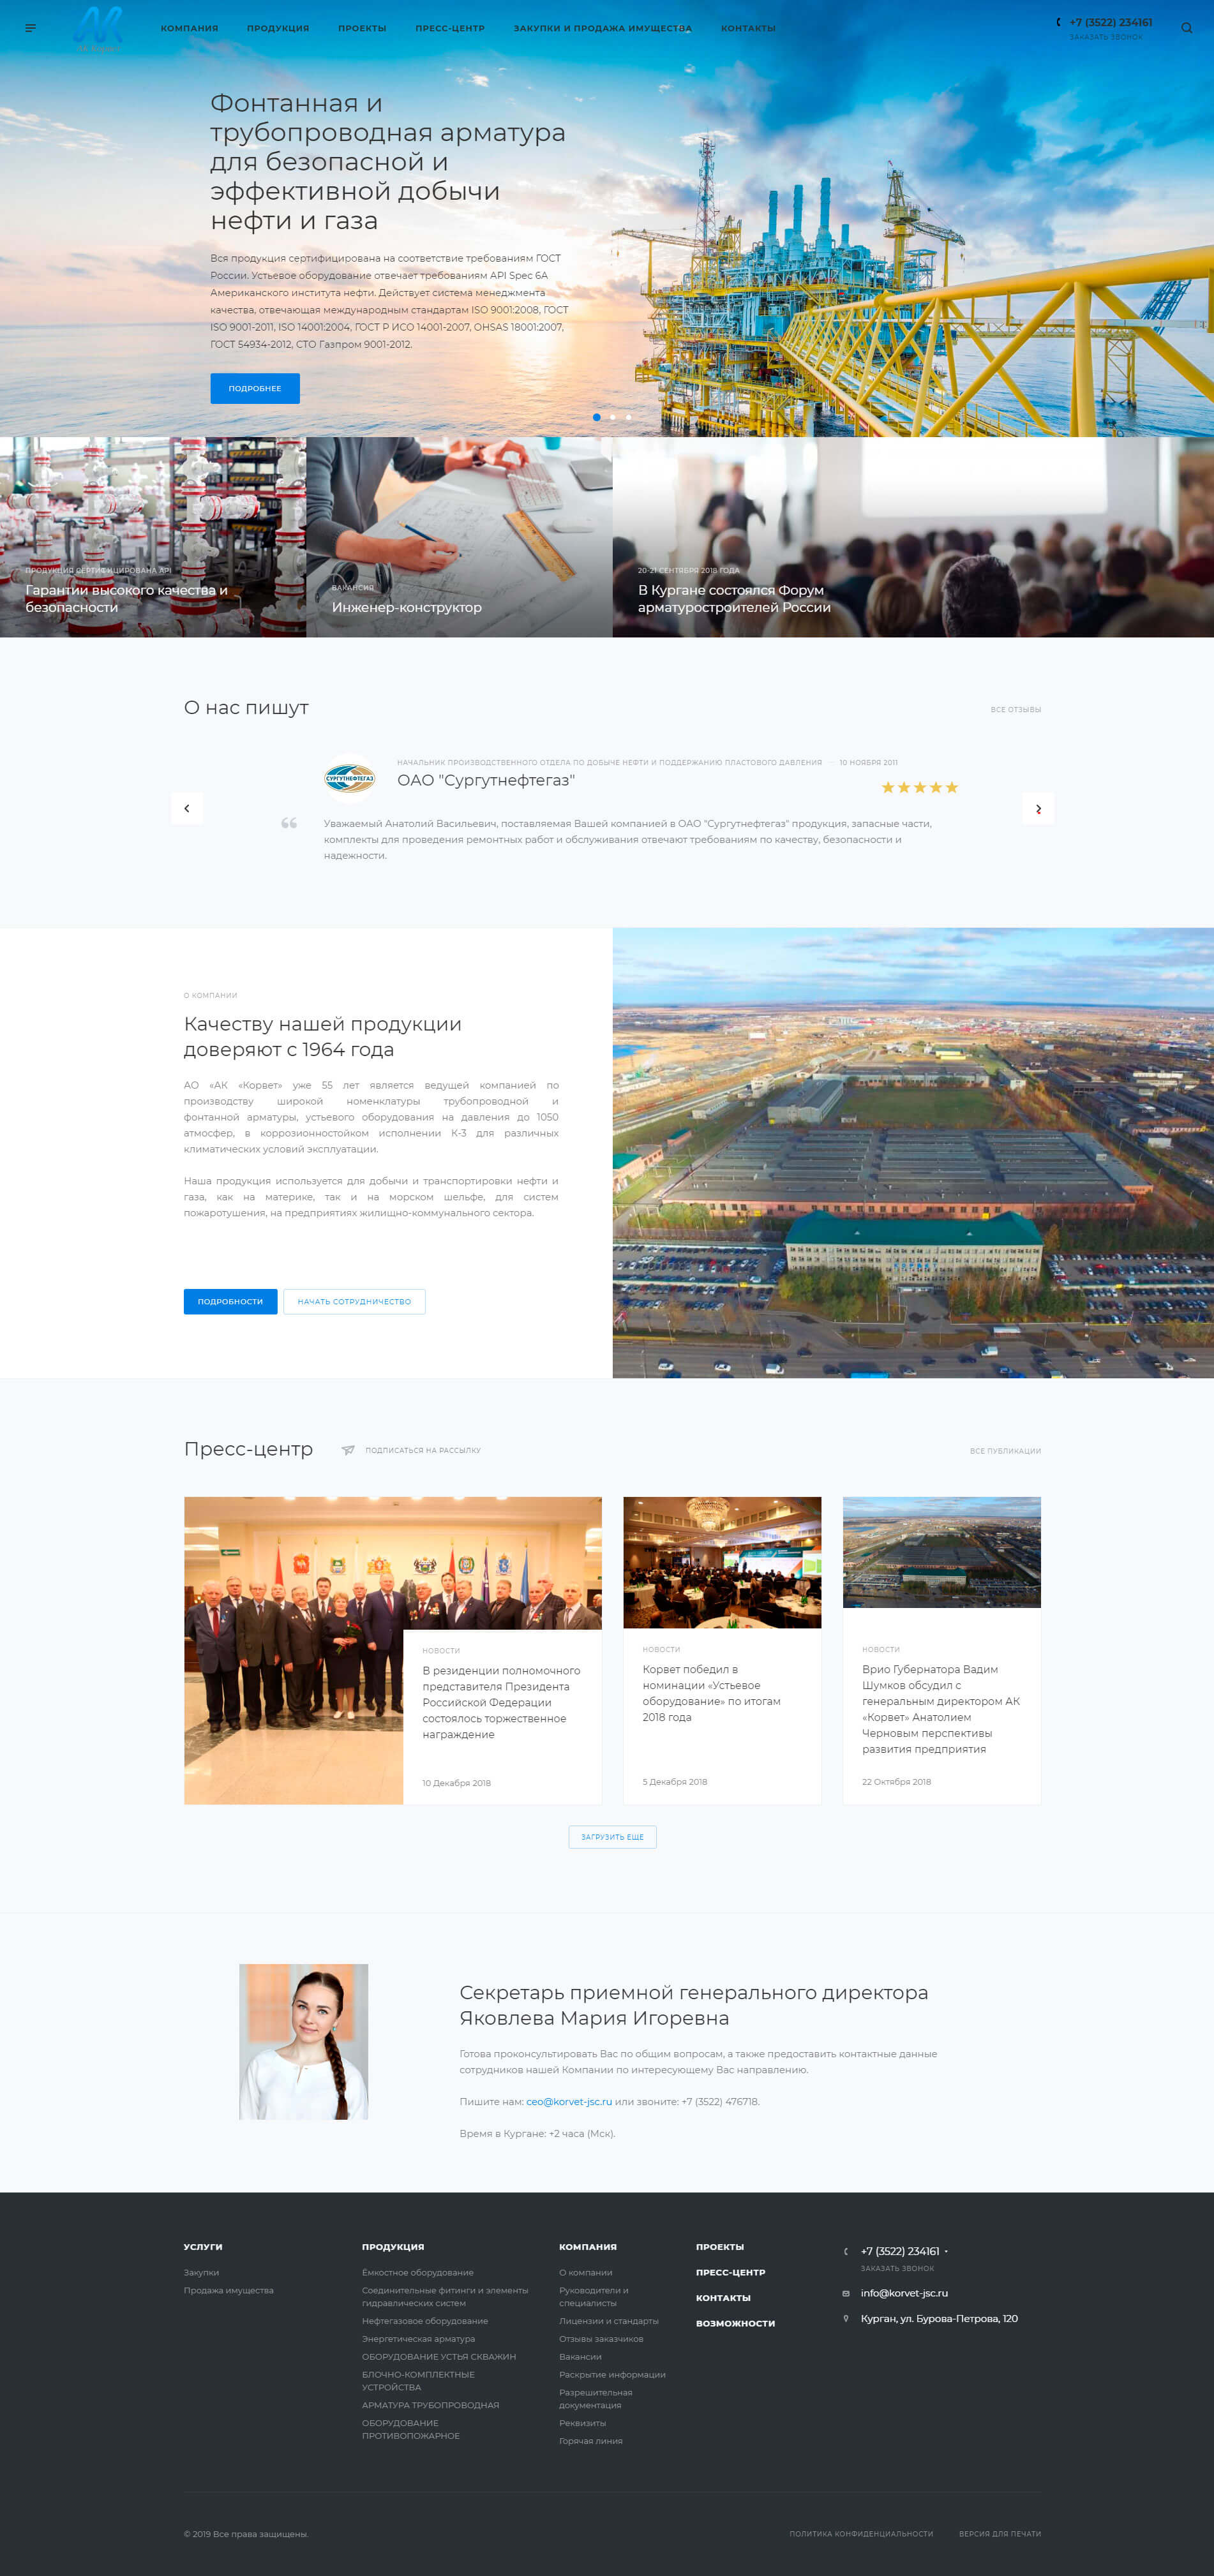 КОМПАНИЯ ПРОДУКЦИЯ ПРОЕКТЫ ПРЕСС-ЦЕНТР ЗАКУПКИ И ПРОДАЖА ИМУЩЕСТВА КОНТАКТЫ
+7 (3522) 234161
ЗАКАЗАТЬ ЗВОНОК
Фонтанная и
трубопроводная арматура
для безопасной и
эффективной добычи
нефти и газа
Вся продукция сертифицирована на соответствие требованиям ГОСТ
России. Устьевое оборудование отвечает требованиям API Spec 6A
Американского института нефти. Действует система менеджмента
качества, отвечающая международным стандартам ISO 9001:2008, ГОСТ
ISO 9001-2011, ISO 14001:2004, ГОСТ Р ИСО 14001-2007, OHSAS 18001:2007,
ГОСТ 54934-2012, СТО Газпром 9001-2012.
ПОДРОБНЕЕ
ПРОДУКЦИЯ СЕРТИФИЦИРОВАНА API
Гарантии высокого качества и
безопасности
ВАКАНСИЯ
Инженер-конструктор
20-21 СЕНТЯБРЯ 2018 ГОДА
В Кургане состоялся Форум
арматуростроителей России
О нас пишут
ВСЕ ОТЗЫВЫ
СУРГУТНЕФТЕГАЗ
НАЧАЛЬНИК ПРОИЗВОДСТВЕННОГО ОТДЕЛА ПО ДОБЫЧЕ НЕФТИ И ПОДДЕРЖАНИЮ ПЛАСТОВОГО ДАВЛЕНИЯ — 10 НОЯБРЯ 2011
ОАО "Сургутнефтегаз"
Уважаемый Анатолий Васильевич, поставляемая Вашей компанией в ОАО "Сургутнефтегаз" продукция, запасные части,
комплекты для проведения ремонтных работ и обслуживания отвечают требованиям по качеству, безопасности и
надежности.
О КОМПАНИИ
Качеству нашей продукции
доверяют с 1964 года
АО «АК «Корвет» уже 55 лет является ведущей компанией по
производству широкой номенклатуры трубопроводной и
фонтанной арматуры, устьевого оборудования на давления до 1050
атмосфер, в коррозионностойком исполнении К-3 для различных
климатических условий эксплуатации.
Наша продукция используется для добычи и транспортировки нефти и
газа, как на материке, так и на морском шельфе, для систем
пожаротушения, на предприятиях жилищно-коммунального сектора.
ПОДРОБНОСТИ
НАЧАТЬ СОТРУДНИЧЕСТВО
Пресс-центр
ПОДПИСАТЬСЯ НА РАССЫЛКУ
ВСЕ ПУБЛИКАЦИИ
НОВОСТИ
В резиденции полномочного
представителя Президента
Российской Федерации
состоялось торжественное
награждение
10 Декабря 2018
НОВОСТИ
Корвет победил в
номинации «Устьевое
оборудование» по итогам
2018 года
5 Декабря 2018
НОВОСТИ
Врио Губернатора Вадим
Шумков обсудил с
генеральным директором АК
«Корвет» Анатолием
Черновым перспективы
развития предприятия
22 Октября 2018
ЗАГРУЗИТЬ ЕЩЕ
Секретарь приемной генерального директора
Яковлева Мария Игоревна
Готова проконсультировать Вас по общим вопросам, а также предоставить контактные данные
сотрудников нашей Компании по интересующему Вас направлению.
Пишите нам: ceo@korvet-jsc.ru или звоните: +7 (3522) 476718.
Время в Кургане: +2 часа (Мск).
УСЛУГИ
Закупки
Продажа имущества
ПРОДУКЦИЯ
Ёмкостное оборудование
Соединительные фитинги и элементы
гидравлических систем
Нефтегазовое оборудование
Энергетическая арматура
ОБОРУДОВАНИЕ УСТЬЯ СКВАЖИН
БЛОЧНО-КОМПЛЕКТНЫЕ
УСТРОЙСТВА
АРМАТУРА ТРУБОПРОВОДНАЯ
ОБОРУДОВАНИЕ
ПРОТИВОПОЖАРНОЕ
КОМПАНИЯ
О компании
Руководители и
специалисты
Лицензии и стандарты
Отзывы заказчиков
Вакансии
Раскрытие информации
Разрешительная
документация
Реквизиты
Горячая линия
ПРОЕКТЫ
ПРЕСС-ЦЕНТР
КОНТАКТЫ
ВОЗМОЖНОСТИ
+7 (3522) 234161
ЗАКАЗАТЬ ЗВОНОК
info@korvet-jsc.ru
Курган, ул. Бурова-Петрова, 120
© 2019 Все права защищены.
ПОЛИТИКА КОНФИДЕНЦИАЛЬНОСТИ
ВЕРСИЯ ДЛЯ ПЕЧАТИ